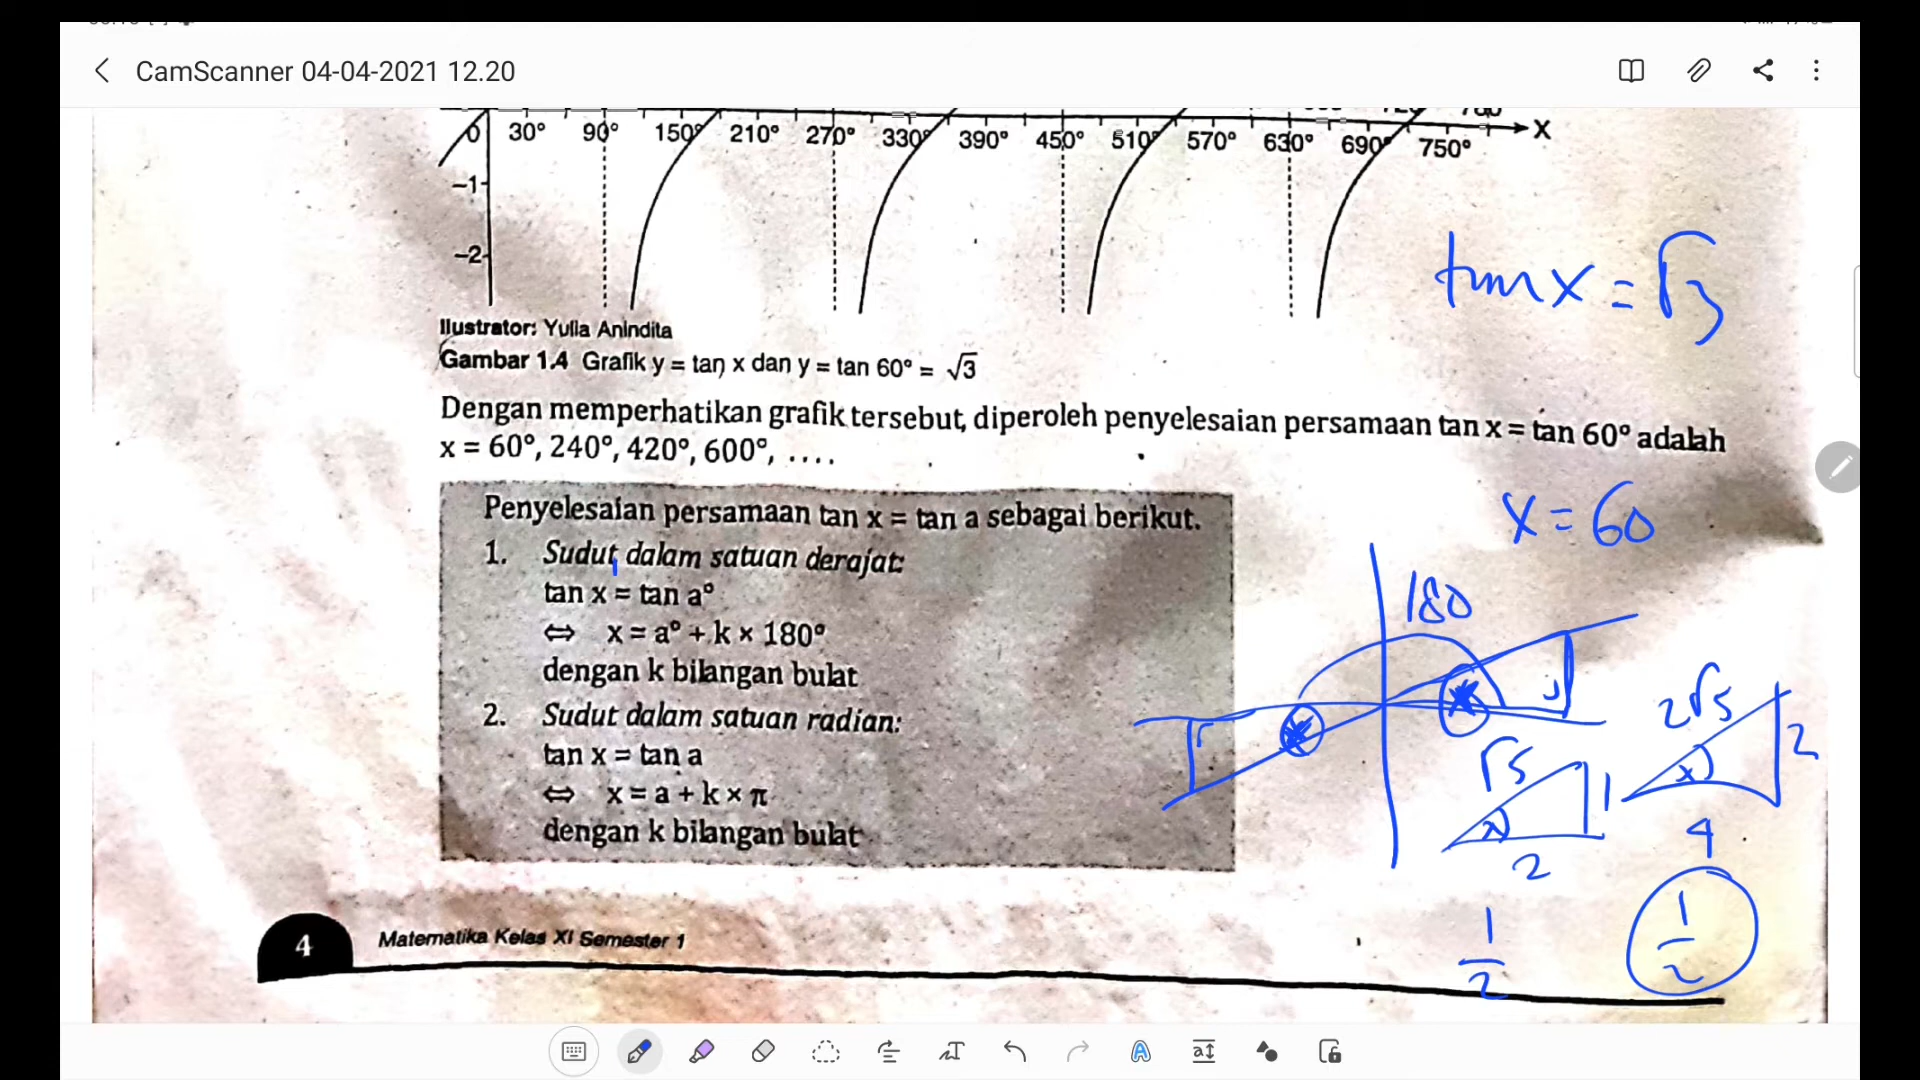 CamScanner 04-04-2021 12.20
0 30° 90° 150° 210° 270° 330° 390° 450° 510° 570° 630° 690° 750° X
-1
-2
tan x = √3
Ilustrator: Yulia Anindita
Gambar 1.4 Grafik y = tan x dan y = tan 60° = √3
Dengan memperhatikan grafik tersebut, diperoleh penyelesaian persamaan tan x = tan 60° adalah
x = 60°, 240°, 420°, 600°, ....
x = 60
Penyelesaian persamaan tan x = tan a sebagai berikut.
1. Sudut dalam satuan derajat:
tan x = tan a°
⇔ x = a° + k × 180°
dengan k bilangan bulat
2. Sudut dalam satuan radian:
tan x = tan a
⇔ x = a + k × π
dengan k bilangan bulat
180
2√5
2
x
4
√5
1
x
2
1/2
1/2
4 Matematika Kelas XI Semester 1